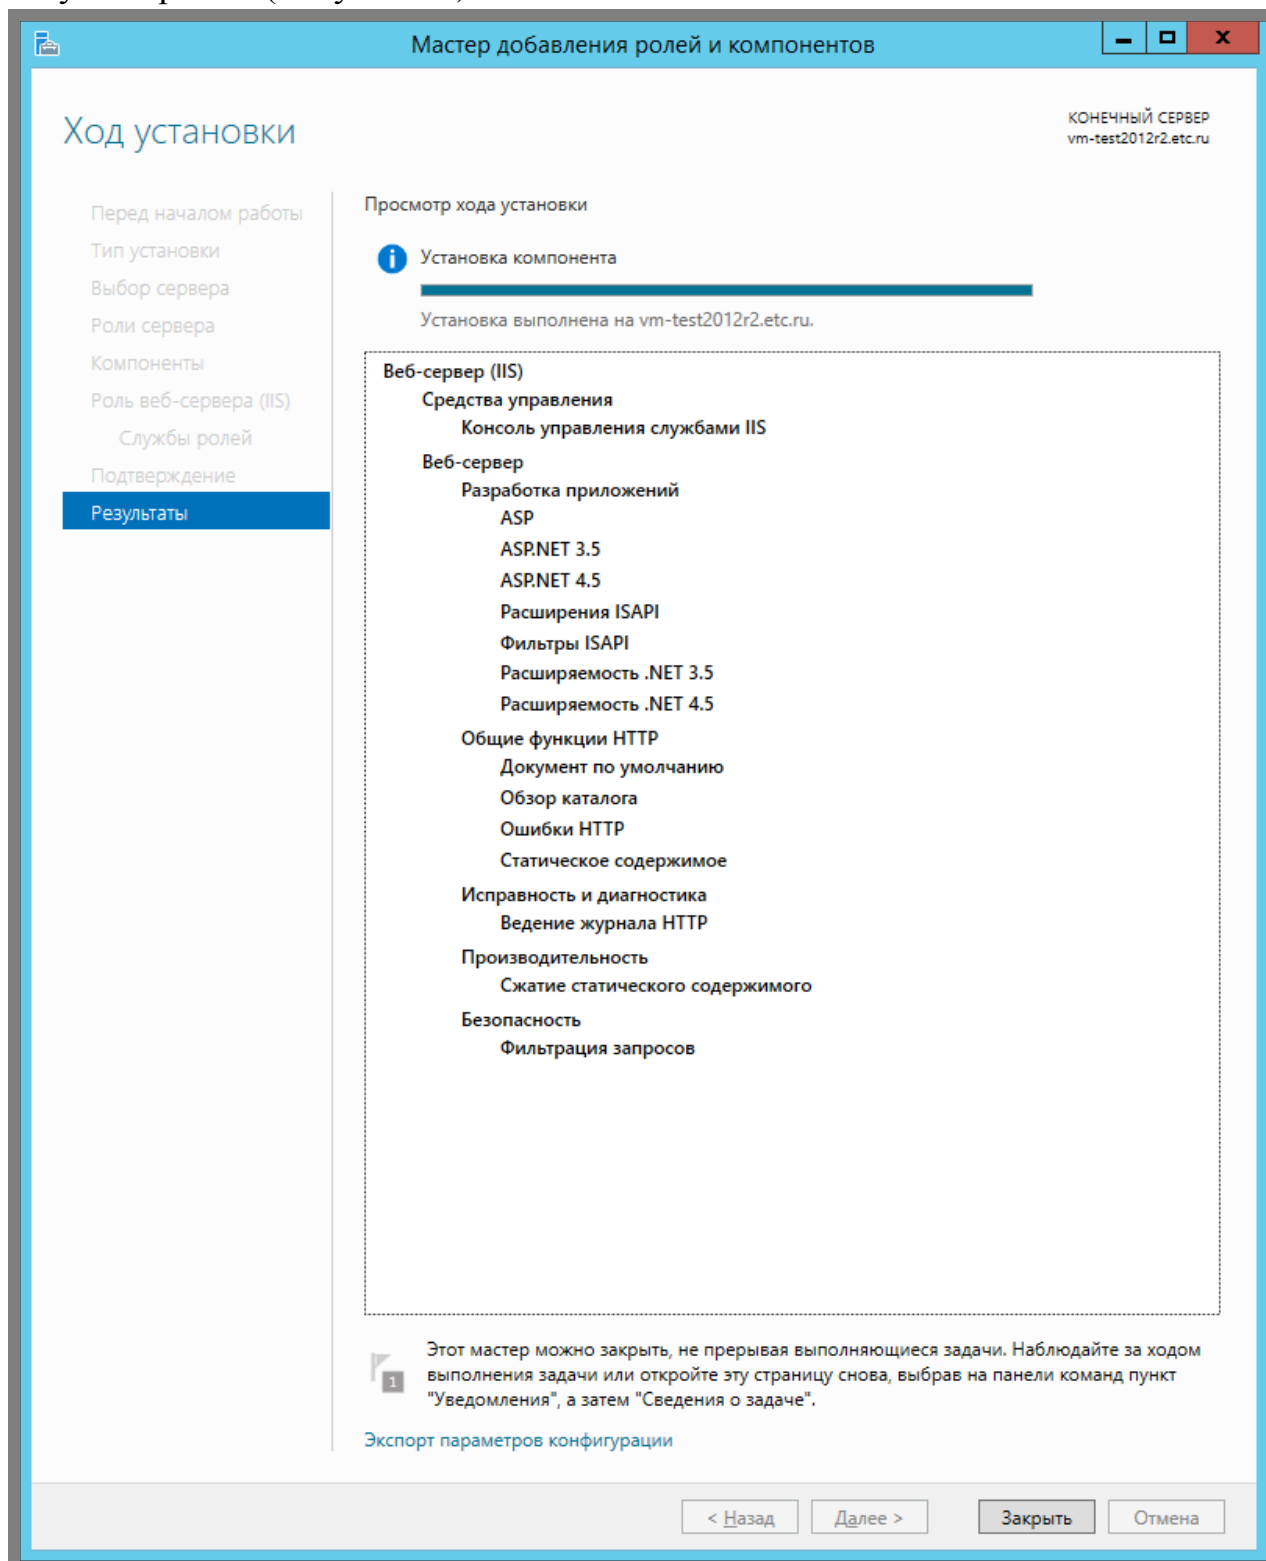 Мастер добавления ролей и компонентов
Ход установки
КОНЕЧНЫЙ СЕРВЕР
vm-test2012r2.etc.ru
Перед началом работы
Тип установки
Выбор сервера
Роли сервера
Компоненты
Роль веб-сервера (IIS)
Службы ролей
Подтверждение
Результаты
Просмотр хода установки
Установка компонента
Установка выполнена на vm-test2012r2.etc.ru.
Веб-сервер (IIS)
Средства управления
Консоль управления службами IIS
Веб-сервер
Разработка приложений
ASP
ASP.NET 3.5
ASP.NET 4.5
Расширения ISAPI
Фильтры ISAPI
Расширяемость .NET 3.5
Расширяемость .NET 4.5
Общие функции HTTP
Документ по умолчанию
Обзор каталога
Ошибки HTTP
Статическое содержимое
Исправность и диагностика
Ведение журнала HTTP
Производительность
Сжатие статического содержимого
Безопасность
Фильтрация запросов
1
Этот мастер можно закрыть, не прерывая выполняющиеся задачи. Наблюдайте за ходом
выполнения задачи или откройте эту страницу снова, выбрав на панели команд пункт
"Уведомления", а затем "Сведения о задаче".
Экспорт параметров конфигурации
< Назад
Далее >
Закрыть
Отмена